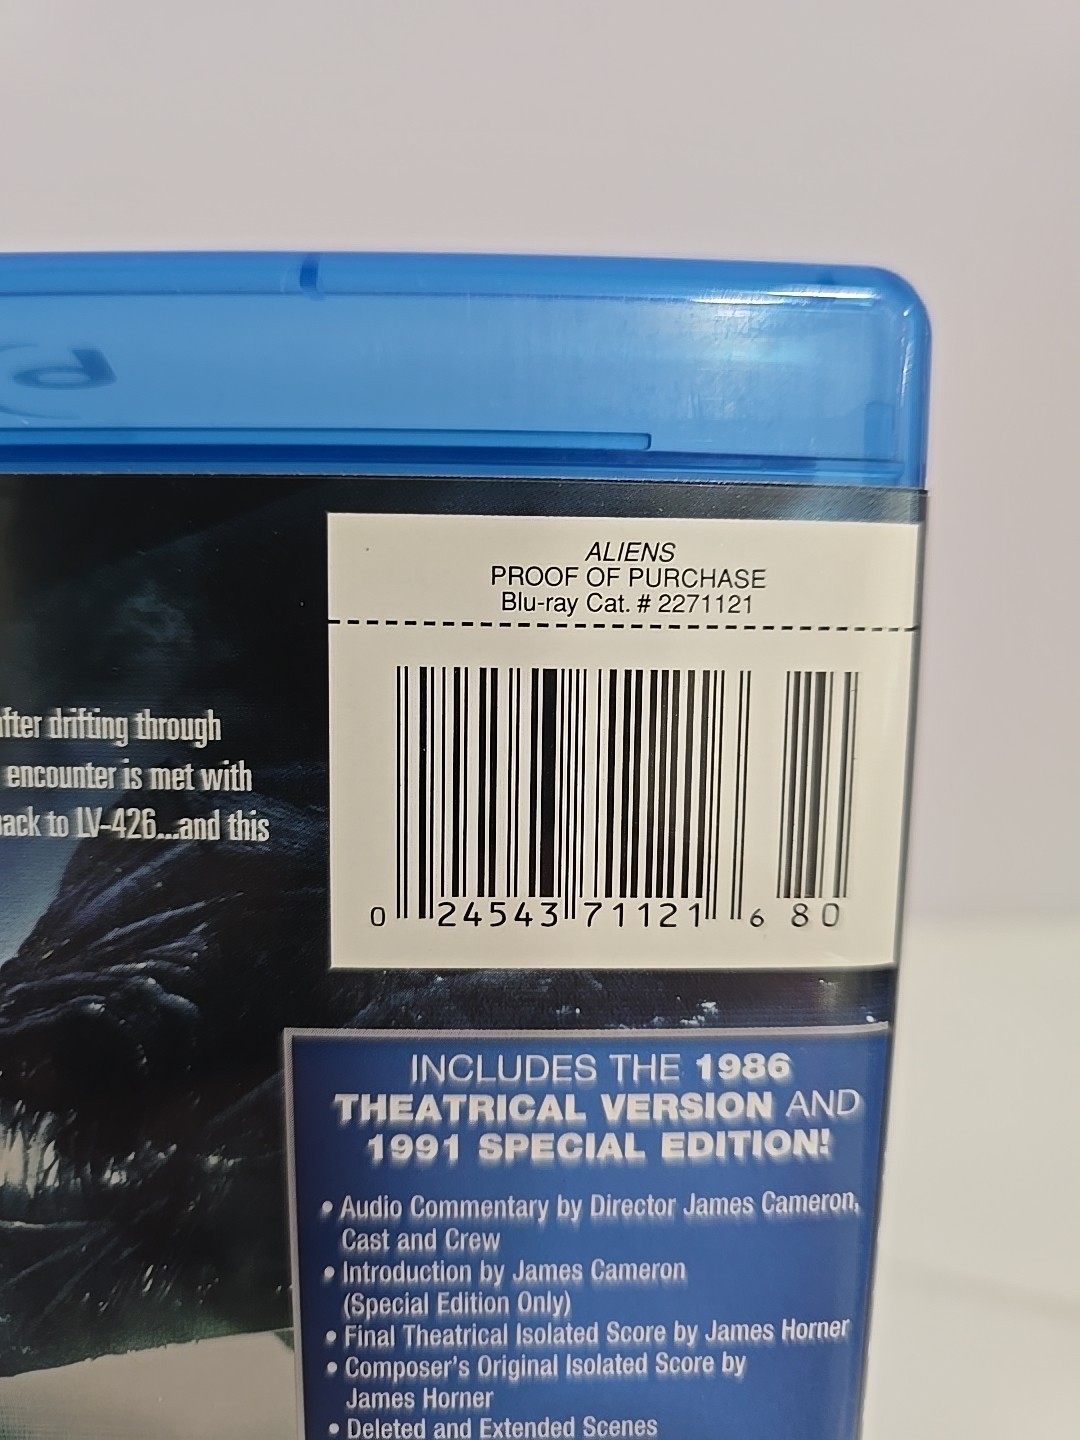 ALIENS
PROOF OF PURCHASE
Blu-ray Cat. # 2271121
0 24543 71121 6 80
after drifting through
encounter is met with
back to LV-426...and this
INCLUDES THE 1986
THEATRICAL VERSION AND
1991 SPECIAL EDITION!
• Audio Commentary by Director James Cameron,
Cast and Crew
• Introduction by James Cameron
(Special Edition Only)
• Final Theatrical Isolated Score by James Horner
• Composer's Original Isolated Score by
James Horner
• Deleted and Extended Scenes